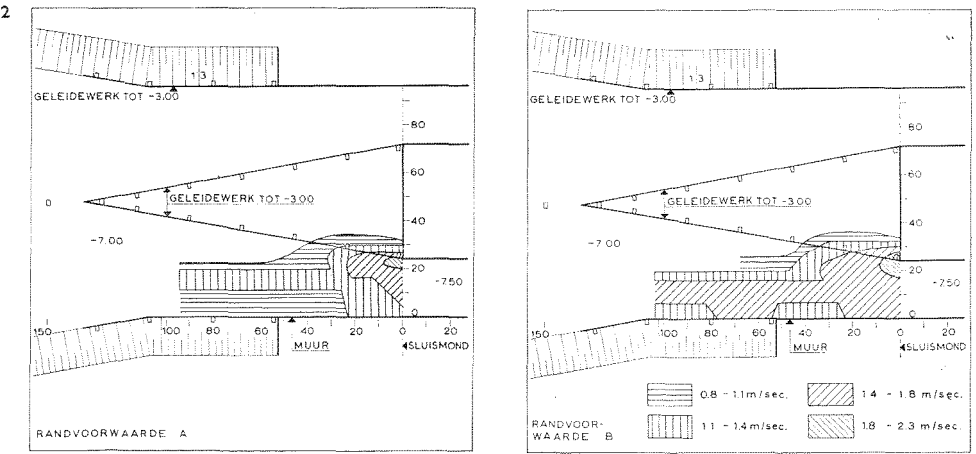 2
1:3
GELEIDEWERK TOT -3.00
80
60
GELEIDEWERK TOT -3.00
40
-7.00
20
-7.50
0
150 100 80 60 40 20 20
MUUR
SLUISMOND
RANDVOORWAARDE A
1:3
GELEIDEWERK TOT -3.00
80
60
GELEIDEWERK TOT -3.00
40
-7.00
20
-7.50
0
150 100 80 60 40 20 20
MUUR
SLUISMOND
0.8 - 1.1 m/sec.
1.4 - 1.8 m/sec.
1.1 - 1.4 m/sec.
1.8 - 2.3 m/sec.
RANDVOOR-
WAARDE B